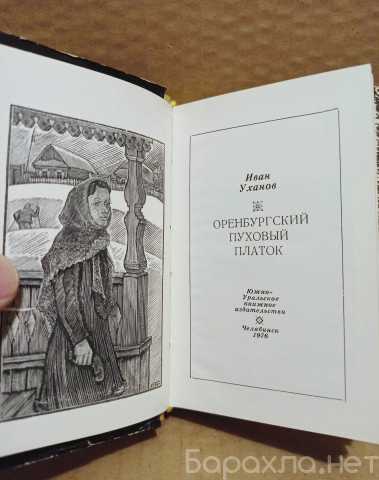 Иван
Уханов
ОРЕНБУРГСКИЙ
ПУХОВЫЙ
ПЛАТОК
Южно-
Уральское
книжное
издательство
Челябинск
1976
Барахла.нет